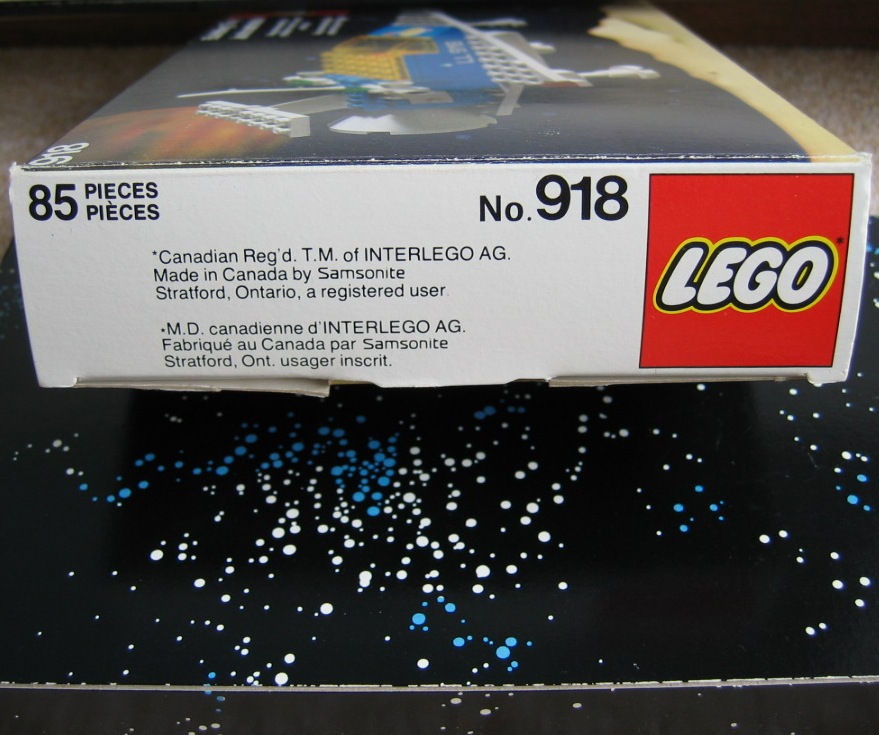 85 PIECES
PIÈCES
No. 918
LEGO*
*Canadian Reg'd. T.M. of INTERLEGO AG.
Made in Canada by Samsonite
Stratford, Ontario, a registered user.
*M.D. canadienne d'INTERLEGO AG.
Fabriqué au Canada par Samsonite
Stratford, Ont. usager inscrit.